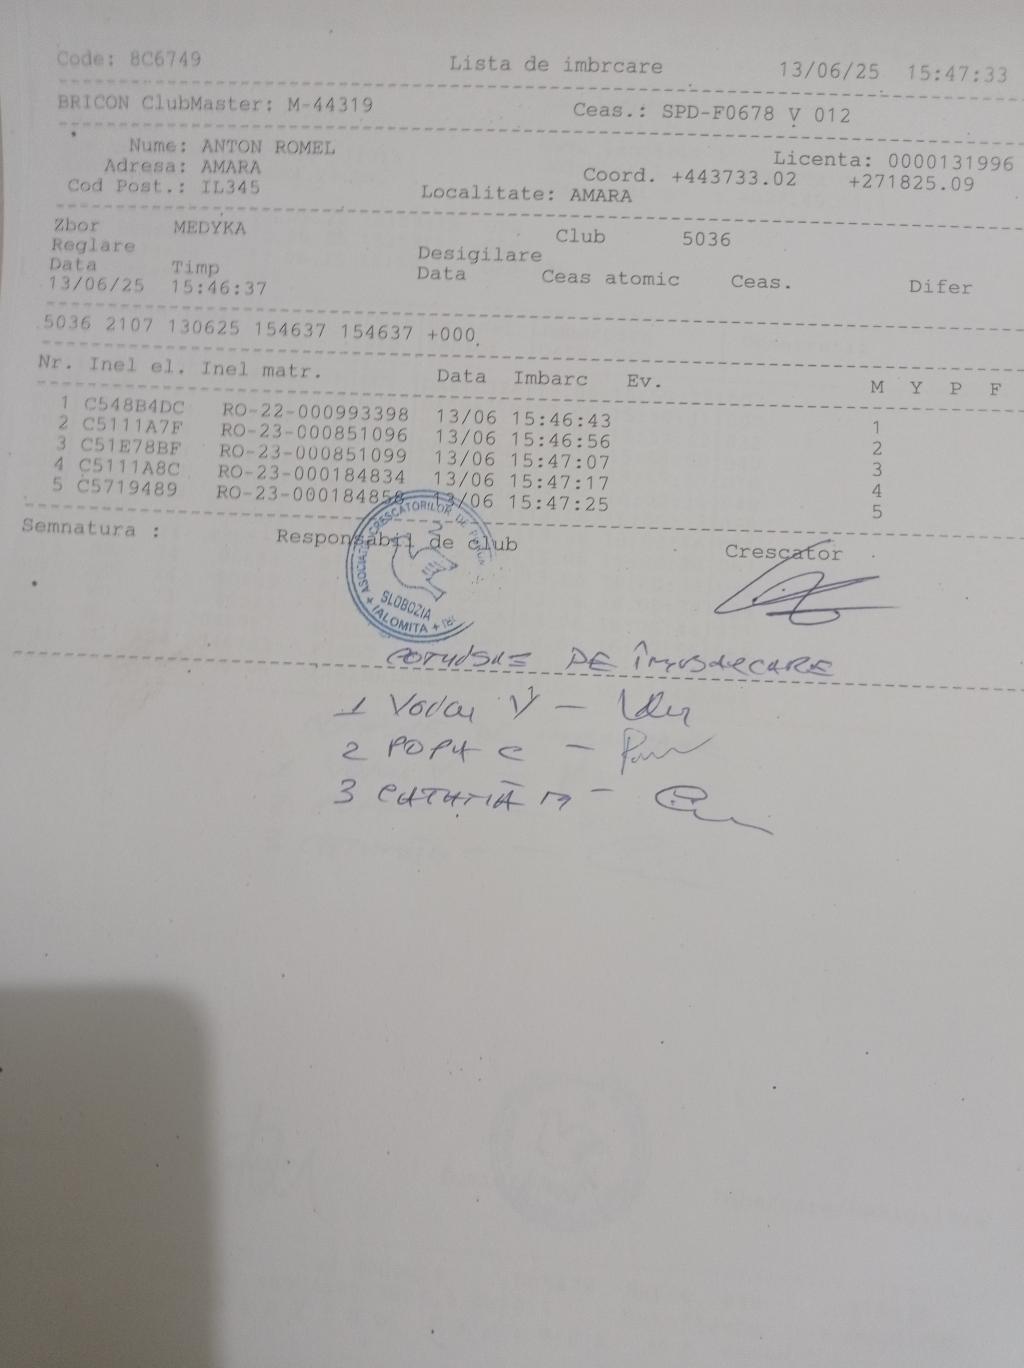 Code: 8C6749 Lista de imbrcare 13/06/25 15:47:33
BRICON ClubMaster: M-44319 Ceas.: SPD-F0678 V 012
Nume: ANTON ROMEL Licenta: 0000131996
Adresa: AMARA Coord. +443733.02 +271825.09
Cod Post.: IL345 Localitate: AMARA
Zbor MEDYKA Club 5036
Reglare Desigilare
Data Timp Data Ceas atomic Ceas. Difer
13/06/25 15:46:37
5036 2107 130625 154637 154637 +000
Nr. Inel el. Inel matr. Data Imbarc Ev. M Y P F
1 C548B4DC RO-22-000993398 13/06 15:46:43 1
2 C5111A7F RO-23-000851096 13/06 15:46:56 2
3 C51E78BF RO-23-000851099 13/06 15:47:07 3
4 C5111A8C RO-23-000184834 13/06 15:47:17 4
5 C5719489 RO-23-000184858 13/06 15:47:25 5
Semnatura : Responsabil de club Crescator
ASOCIATIA CRESCATORILOR DE
SLOBOZIA
IALOMITA
DE
1
2 POPA C -
3